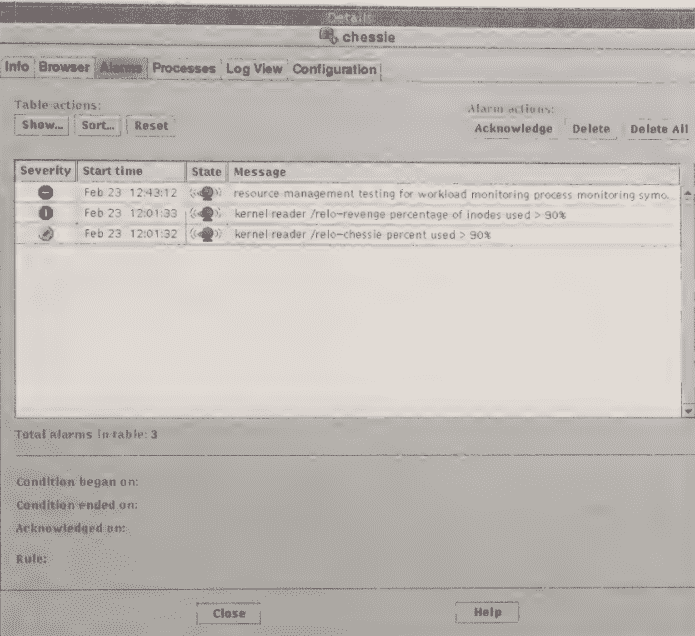 Details
chessie
Info Browser Alarms Processes Log View Configuration
Table actions:
Alarm actions:
Show... Sort... Reset
Acknowledge Delete Delete All
Severity Start time State Message
Feb 23 12:43:12 resource management testing for workload monitoring process monitoring symo...
Feb 23 12:01:33 kernel reader /relo-revenge percentage of inodes used > 90%
Feb 23 12:01:32 kernel reader /relo-chessie percent used > 90%
Total alarms in table: 3
Condition began on:
Condition ended on:
Acknowledged on:
Rule:
Close Help